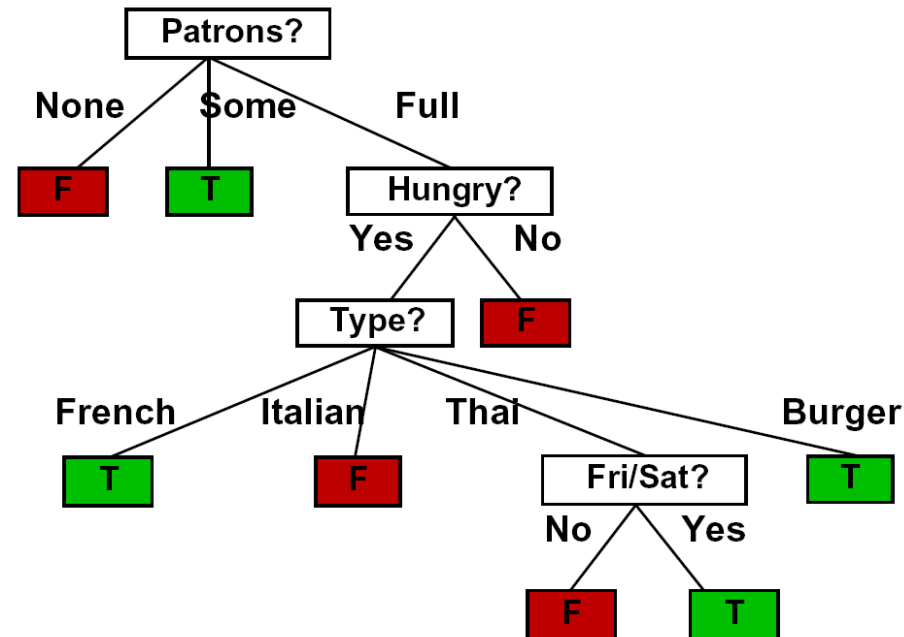 Patrons?
None Some Full
F T Hungry?
Yes No
Type? F
French Italian Thai Burger
T F Fri/Sat? T
No Yes
F T